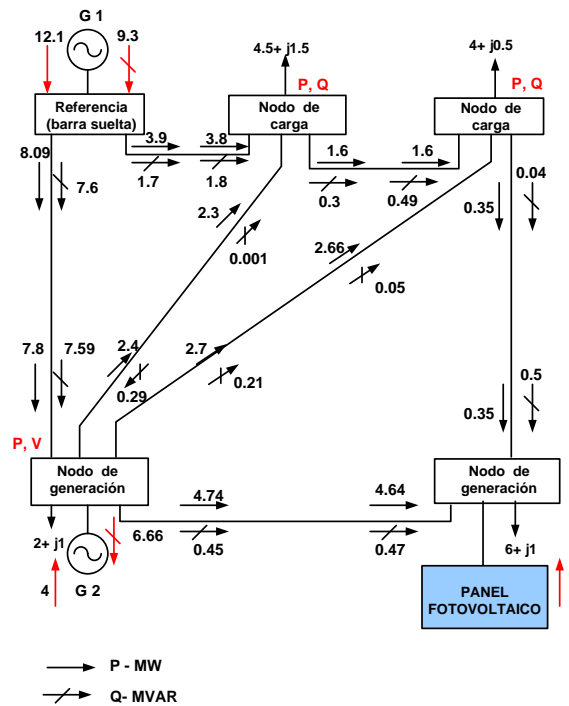 G 1
12.1
9.3
4.5+ j1.5
4+ j0.5
P, Q
P, Q
Referencia
(barra suelta)
Nodo de
carga
Nodo de
carga
3.9
3.8
1.7
1.8
1.6
1.6
0.3
0.49
8.09
7.6
0.04
0.35
2.3
0.001
2.66
0.05
7.8
7.59
2.4
0.29
2.7
0.21
0.5
0.35
P, V
Nodo de
generación
Nodo de
generación
4.74
4.64
0.45
0.47
2+ j1
6.66
6+ j1
4
G 2
PANEL
FOTOVOLTAICO
P - MW
Q- MVAR